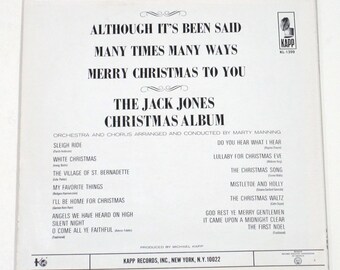 ALTHOUGH IT'S BEEN SAID
MANY TIMES MANY WAYS
MERRY CHRISTMAS TO YOU
THE JACK JONES
CHRISTMAS ALBUM
KAPP
ORCHESTRA AND CHORUS ARRANGED AND CONDUCTED BY MARTY MANNING
SLEIGH RIDE
WHITE CHRISTMAS
THE VILLAGE OF ST. BERNADETTE
MY FAVORITE THINGS
I'LL BE HOME FOR CHRISTMAS
ANGELS WE HAVE HEARD ON HIGH
SILENT NIGHT
O COME ALL YE FAITHFUL
DO YOU HEAR WHAT I HEAR
LULLABY FOR CHRISTMAS EVE
THE CHRISTMAS SONG
MISTLETOE AND HOLLY
THE CHRISTMAS WALTZ
GOD REST YE MERRY GENTLEMEN
IT CAME UPON A MIDNIGHT CLEAR
THE FIRST NOEL
PRODUCED BY MICHAEL KAPP
KAPP RECORDS, INC., NEW YORK, N.Y. 10022